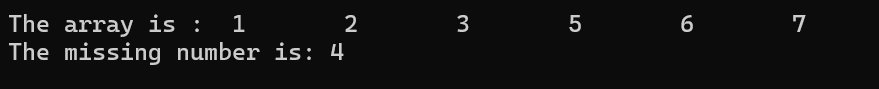 The array is :  1       2       3       5       6       7
The missing number is: 4